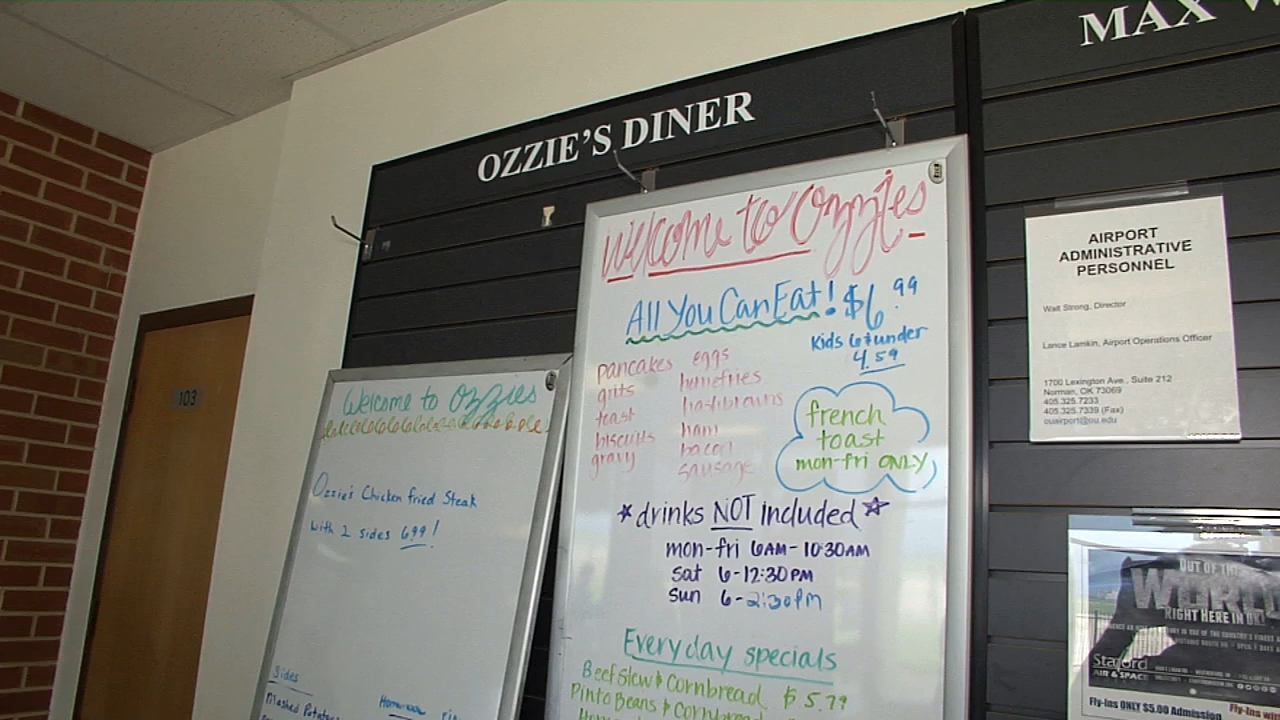 OZZIE'S DINER
MAX W
103
Welcome to Ozzies
Ozzie's Chicken fried Steak
with 2 sides 6.99!
Sides
Mashed Potato
Welcome to Ozzies
All You Can Eat! $6.99
Kids 6 & under
4.59
pancakes eggs
grits homefries
toast hashbrowns
biscuits ham
gravy bacon
sausage
french
toast
mon-fri ONLY
*drinks NOT included*
mon-fri 6AM-10:30AM
Sat 6-12:30PM
Sun 6-2:30PM
Everyday specials
Beef Stew & Cornbread $5.79
Pinto Beans & Cornbread
AIRPORT
ADMINISTRATIVE
PERSONNEL
Walt Strong, Director
Lance Lamkin, Airport Operations Officer
1700 Lexington Ave., Suite 212
Norman, OK 73069
405.325.7233
405.325.7339 (Fax)
ouairport@ou.edu
OUT OF THIS
WORLD
RIGHT HERE IN OK!
Stafford
AIR & SPACE
Fly-Ins ONLY $5.00 Admission
Fly-Ins